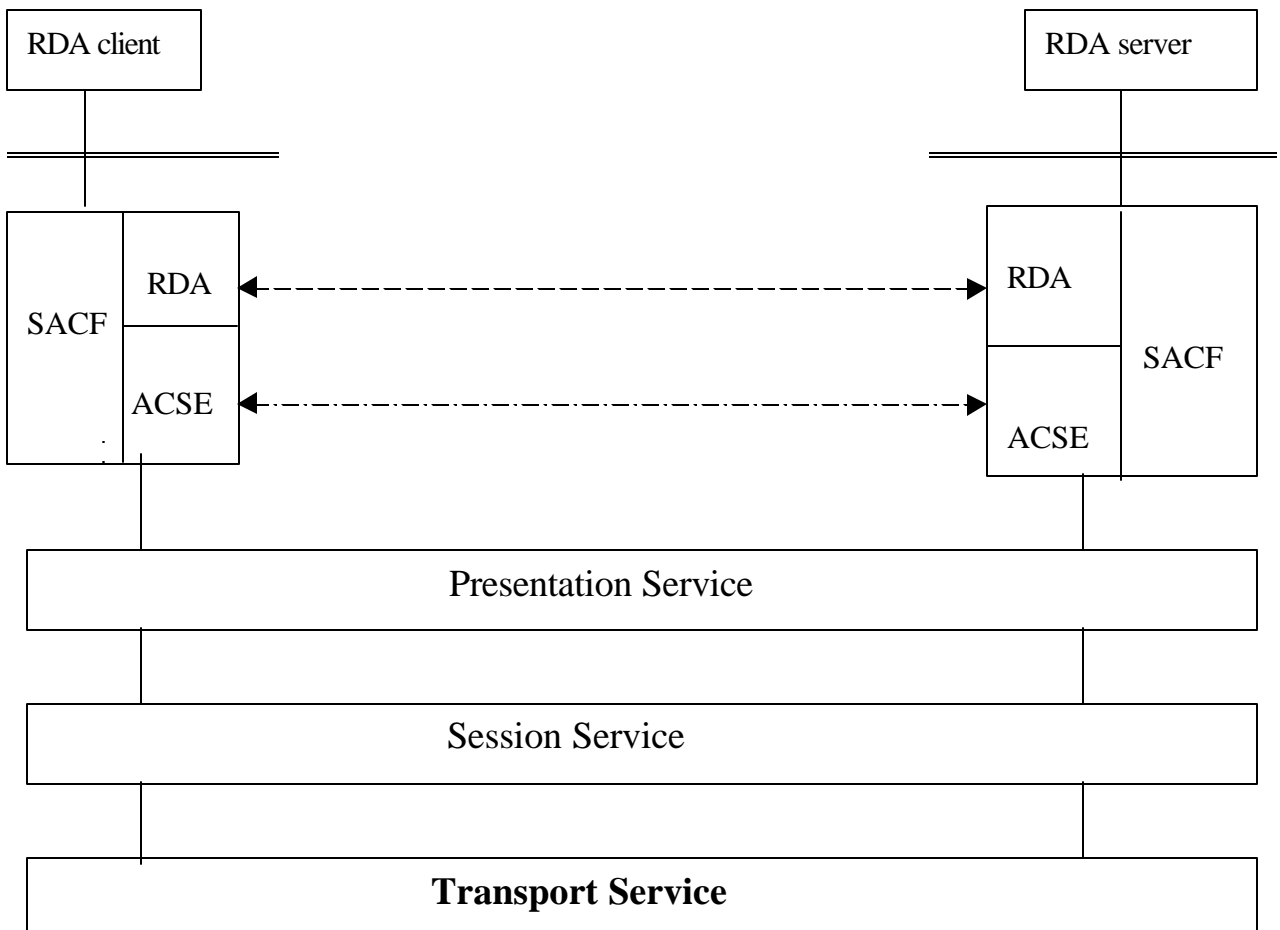 RDA client
RDA server
RDA
RDA
SACF
SACF
ACSE
ACSE
Presentation Service
Session Service
Transport Service